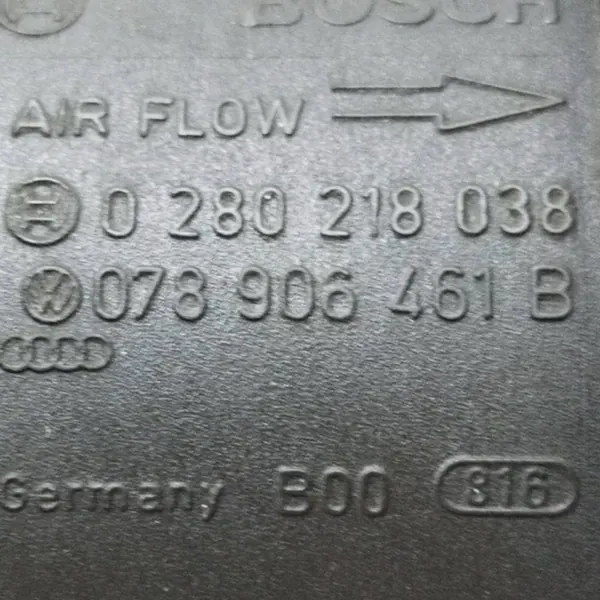 BOSCH
AIR FLOW
0 280 218 038
078 906 461 B
Germany B00 816